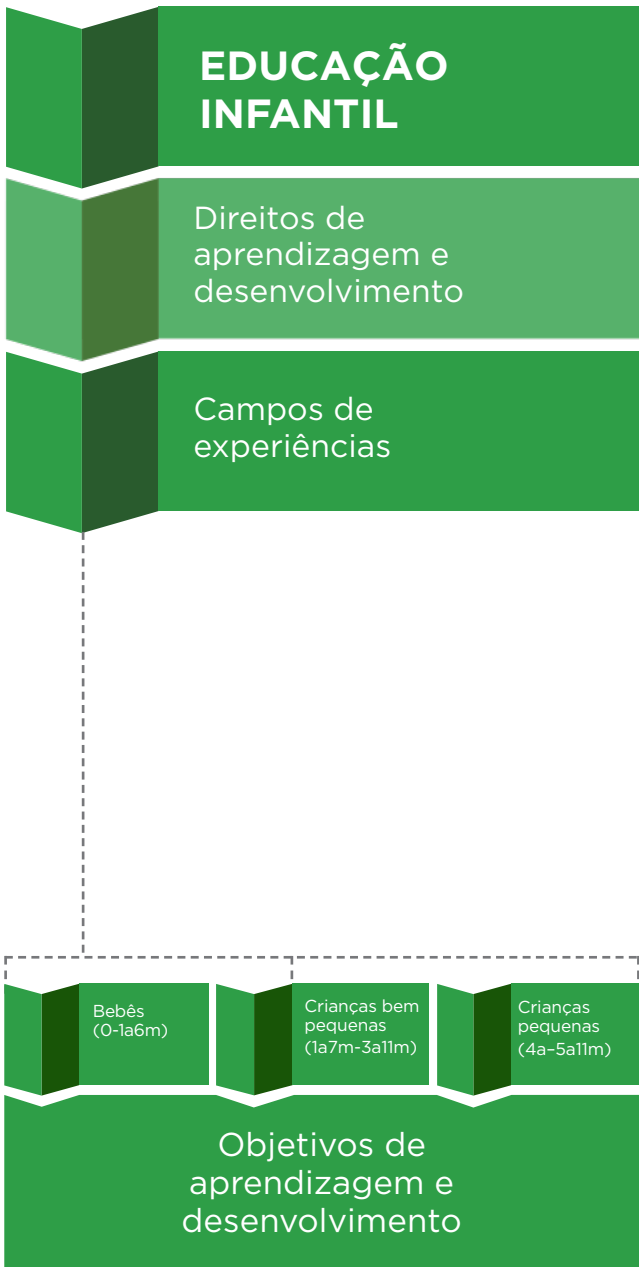 EDUCAÇÃO
INFANTIL
Direitos de
aprendizagem e
desenvolvimento
Campos de
experiências
Bebês
(0-1a6m)
Crianças bem
pequenas
(1a7m-3a11m)
Crianças
pequenas
(4a–5a11m)
Objetivos de
aprendizagem e
desenvolvimento